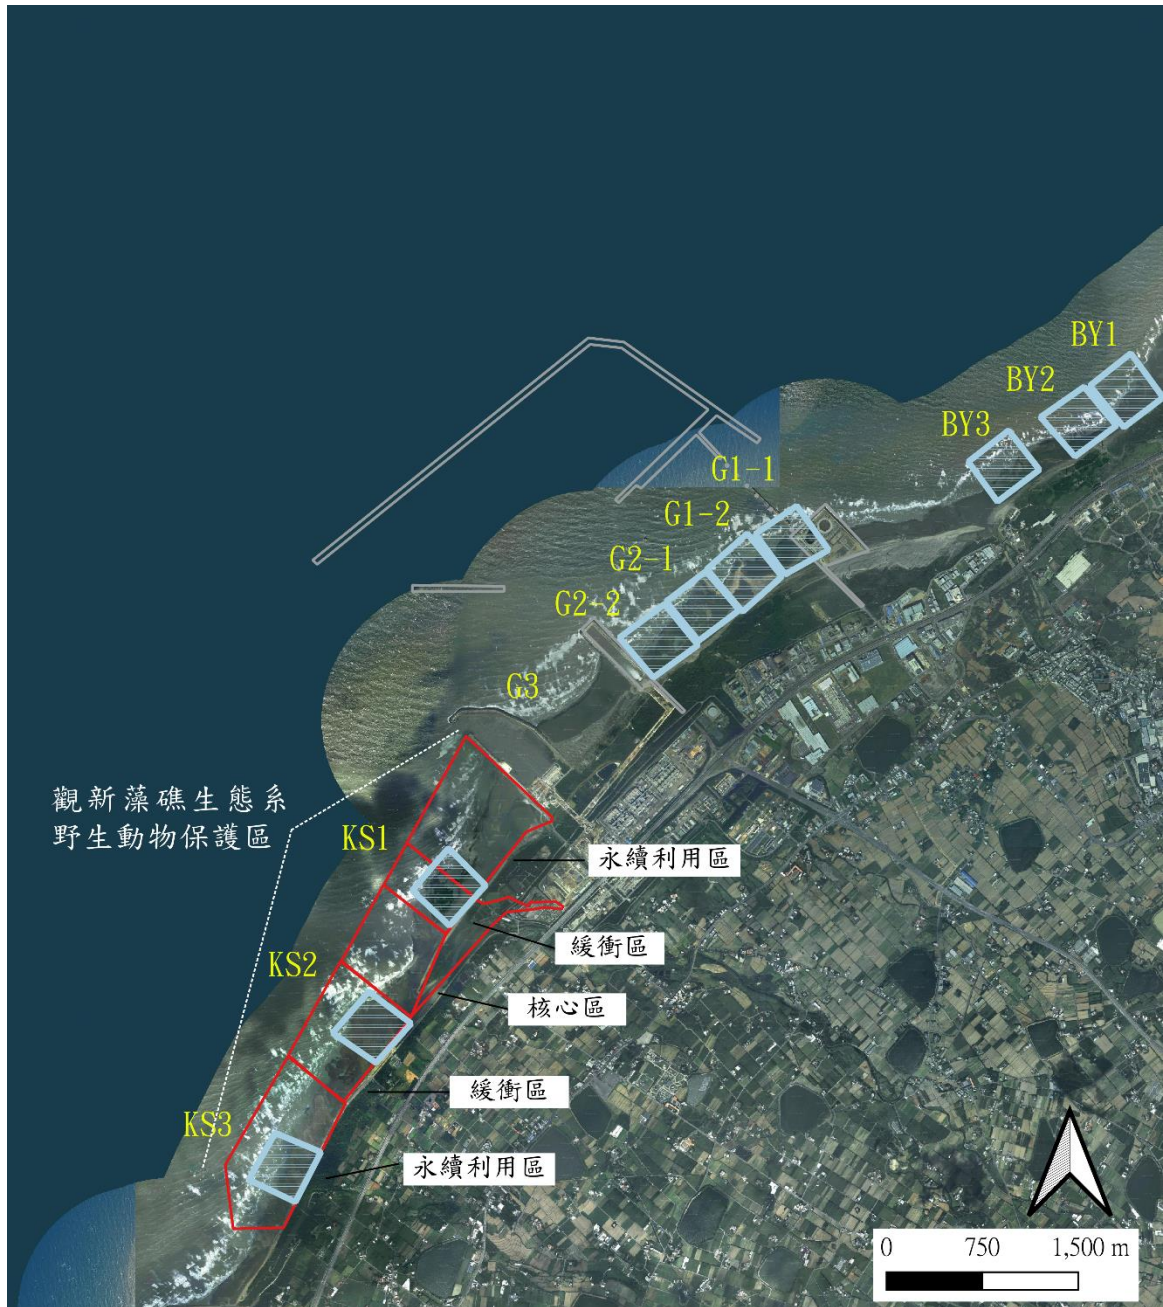 BY1
BY2
BY3
G1-1
G1-2
G2-1
G2-2
G3
觀新藻礁生態系
野生動物保護區
KS1
永續利用區
緩衝區
KS2
核心區
緩衝區
KS3
永續利用區
0 750 1,500 m